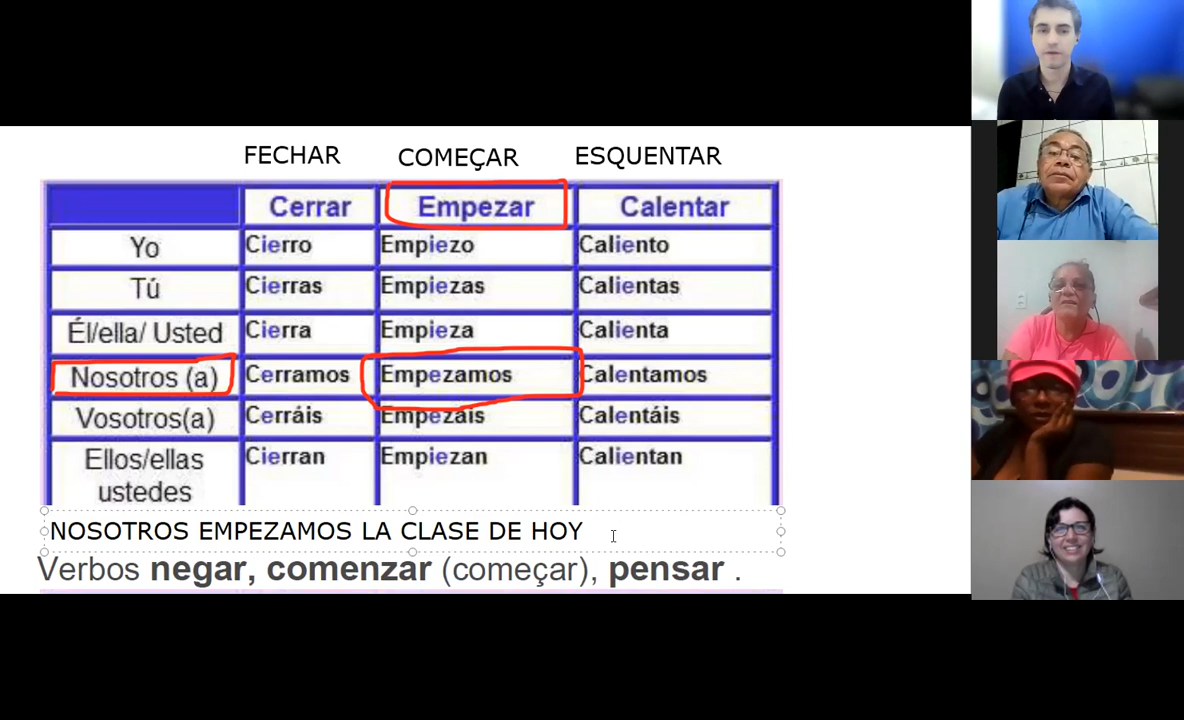 FECHAR COMEÇAR ESQUENTAR
Cerrar Empezar Calentar
Yo Cierro Empiezo Caliento
Tú Cierras Empiezas Calientas
Él/ella/ Usted Cierra Empieza Calienta
Nosotros (a) Cerramos Empezamos Calentamos
Vosotros(a) Cerráis Empezáis Calentáis
Ellos/ellas Cierran Empiezan Calientan
ustedes
NOSOTROS EMPEZAMOS LA CLASE DE HOY
Verbos negar, comenzar (começar), pensar .